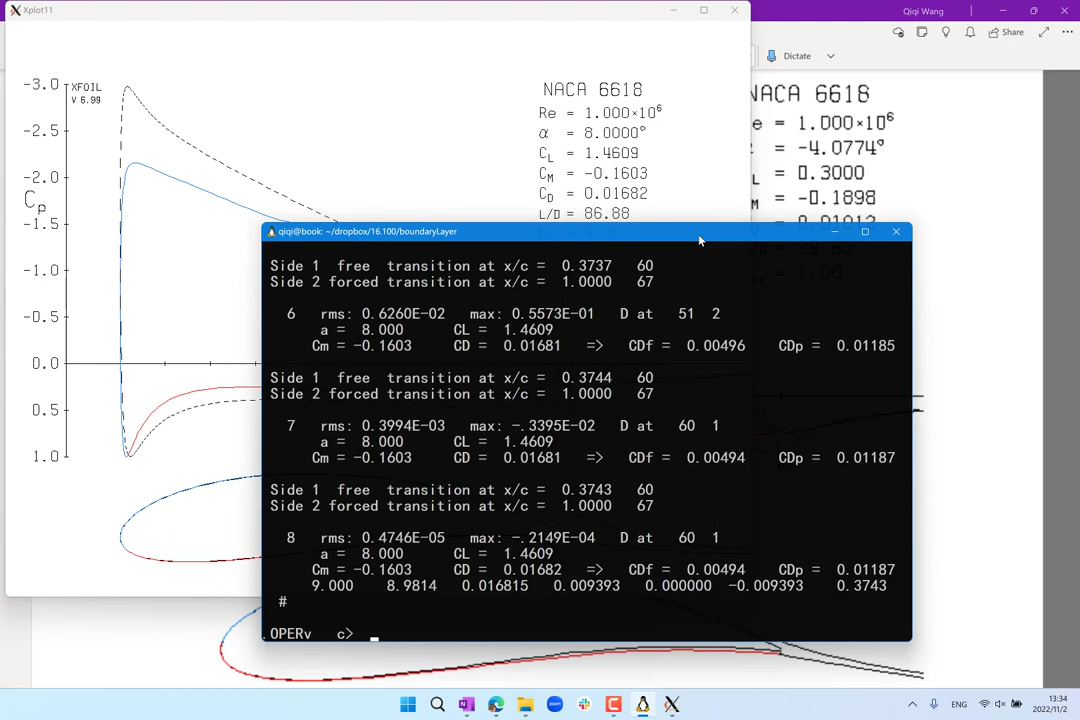 Xplot11
Qiqi Wang
Share
Dictate
XFOIL
V 6.99
-3.0
-2.5
-2.0
Cp
-1.5
-1.0
-0.5
0.0
0.5
1.0
NACA 6618
Re = 1.000×10⁶
α = 8.0000°
CL = 1.4609
CM = -0.1603
CD = 0.01682
L/D = 86.88
NACA 6618
= 1.000×10⁶
= -4.0774°
= 0.3000
= -0.1898
qiqi@book: ~/dropbox/16.100/boundaryLayer
Side 1 free transition at x/c = 0.3737 60
Side 2 forced transition at x/c = 1.0000 67
6 rms: 0.6260E-02 max: 0.5573E-01 D at 51 2
a = 8.000 CL = 1.4609
Cm = -0.1603 CD = 0.01681 => CDf = 0.00496 CDp = 0.01185
Side 1 free transition at x/c = 0.3744 60
Side 2 forced transition at x/c = 1.0000 67
7 rms: 0.3994E-03 max: -.3395E-02 D at 60 1
a = 8.000 CL = 1.4609
Cm = -0.1603 CD = 0.01681 => CDf = 0.00494 CDp = 0.01187
Side 1 free transition at x/c = 0.3743 60
Side 2 forced transition at x/c = 1.0000 67
8 rms: 0.4746E-05 max: -.2149E-04 D at 60 1
a = 8.000 CL = 1.4609
Cm = -0.1603 CD = 0.01682 => CDf = 0.00494 CDp = 0.01187
9.000 8.9814 0.016815 0.009393 0.000000 -0.009393 0.3743
#
.OPERv c>
ENG
13:34
2022/11/2